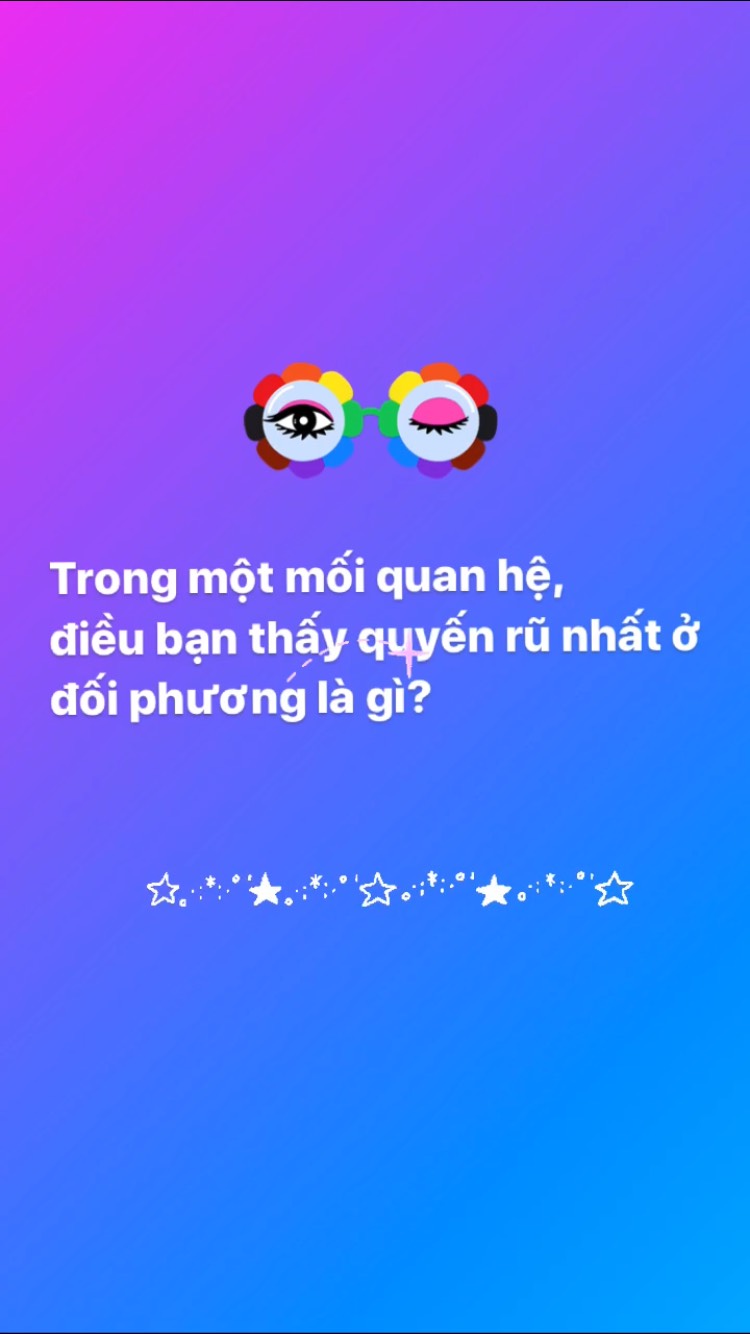 Trong một mối quan hệ,
điều bạn thấy quyến rũ nhất ở
đối phương là gì?